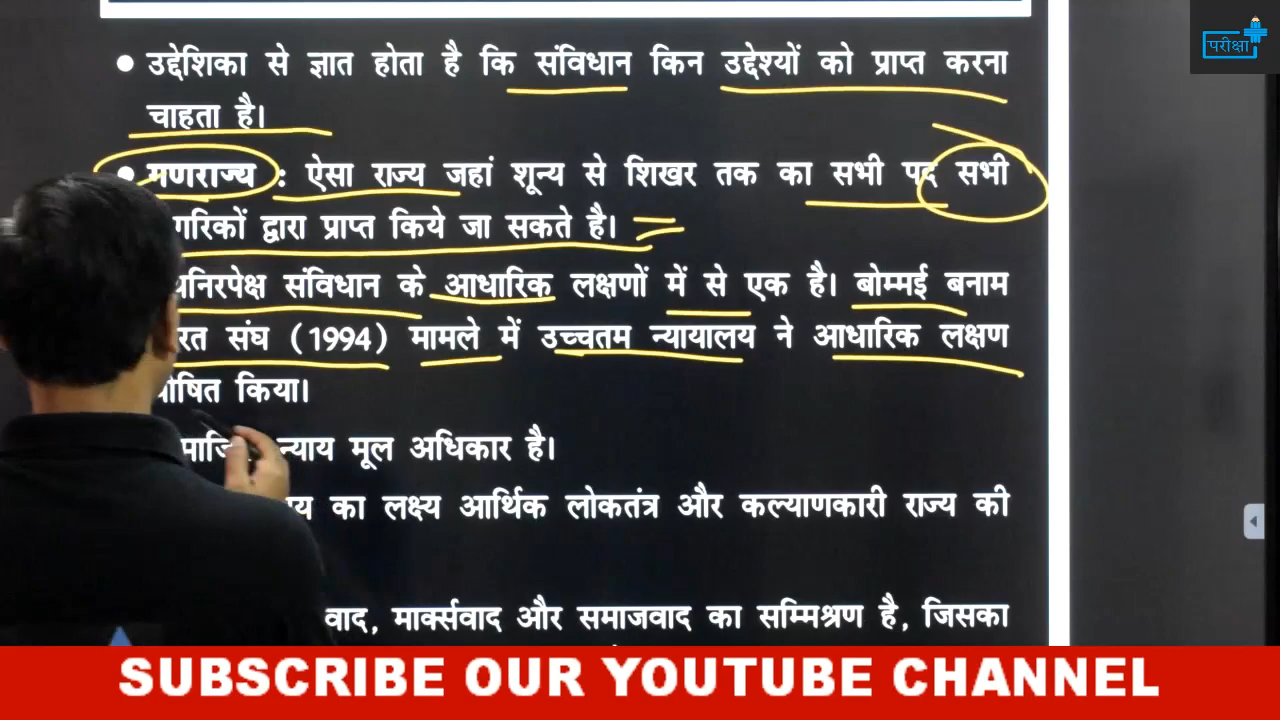 परीक्षा
● उद्देशिका से ज्ञात होता है कि संविधान किन उद्देश्यों को प्राप्त करना
चाहता है।
● गणराज्य : ऐसा राज्य जहां शून्य से शिखर तक का सभी पद सभी
गरिकों द्वारा प्राप्त किये जा सकते है।
थनिरपेक्ष संविधान के आधारिक लक्षणों में से एक है। बोम्मई बनाम
रत संघ (1994) मामले में उच्चतम न्यायालय ने आधारिक लक्षण
षित किया।
माजि न्याय मूल अधिकार है।
य का लक्ष्य आर्थिक लोकतंत्र और कल्याणकारी राज्य की
वाद, मार्क्सवाद और समाजवाद का सम्मिश्रण है, जिसका
SUBSCRIBE OUR YOUTUBE CHANNEL